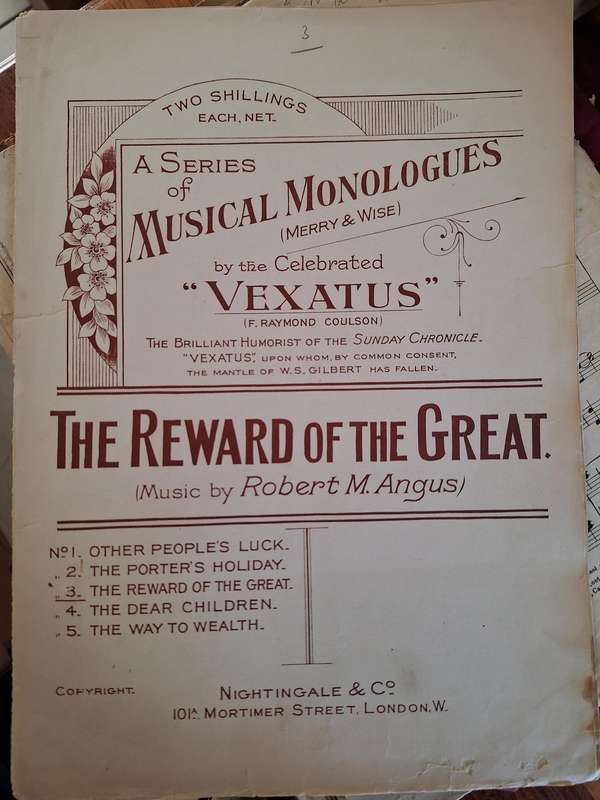 3
TWO SHILLINGS
EACH, NET.
A SERIES
of
MUSICAL MONOLOGUES
(MERRY & WISE)
by the Celebrated
"VEXATUS"
(F. RAYMOND COULSON)
THE BRILLIANT HUMORIST OF THE SUNDAY CHRONICLE.
"VEXATUS", UPON WHOM, BY COMMON CONSENT,
THE MANTLE OF W.S. GILBERT HAS FALLEN.
THE REWARD OF THE GREAT.
(Music by Robert M. Angus)
No 1. OTHER PEOPLE'S LUCK.
" 2. THE PORTER'S HOLIDAY.
" 3. THE REWARD OF THE GREAT.
" 4. THE DEAR CHILDREN.
" 5. THE WAY TO WEALTH.
COPYRIGHT.
NIGHTINGALE & Co
101A MORTIMER STREET, LONDON, W.